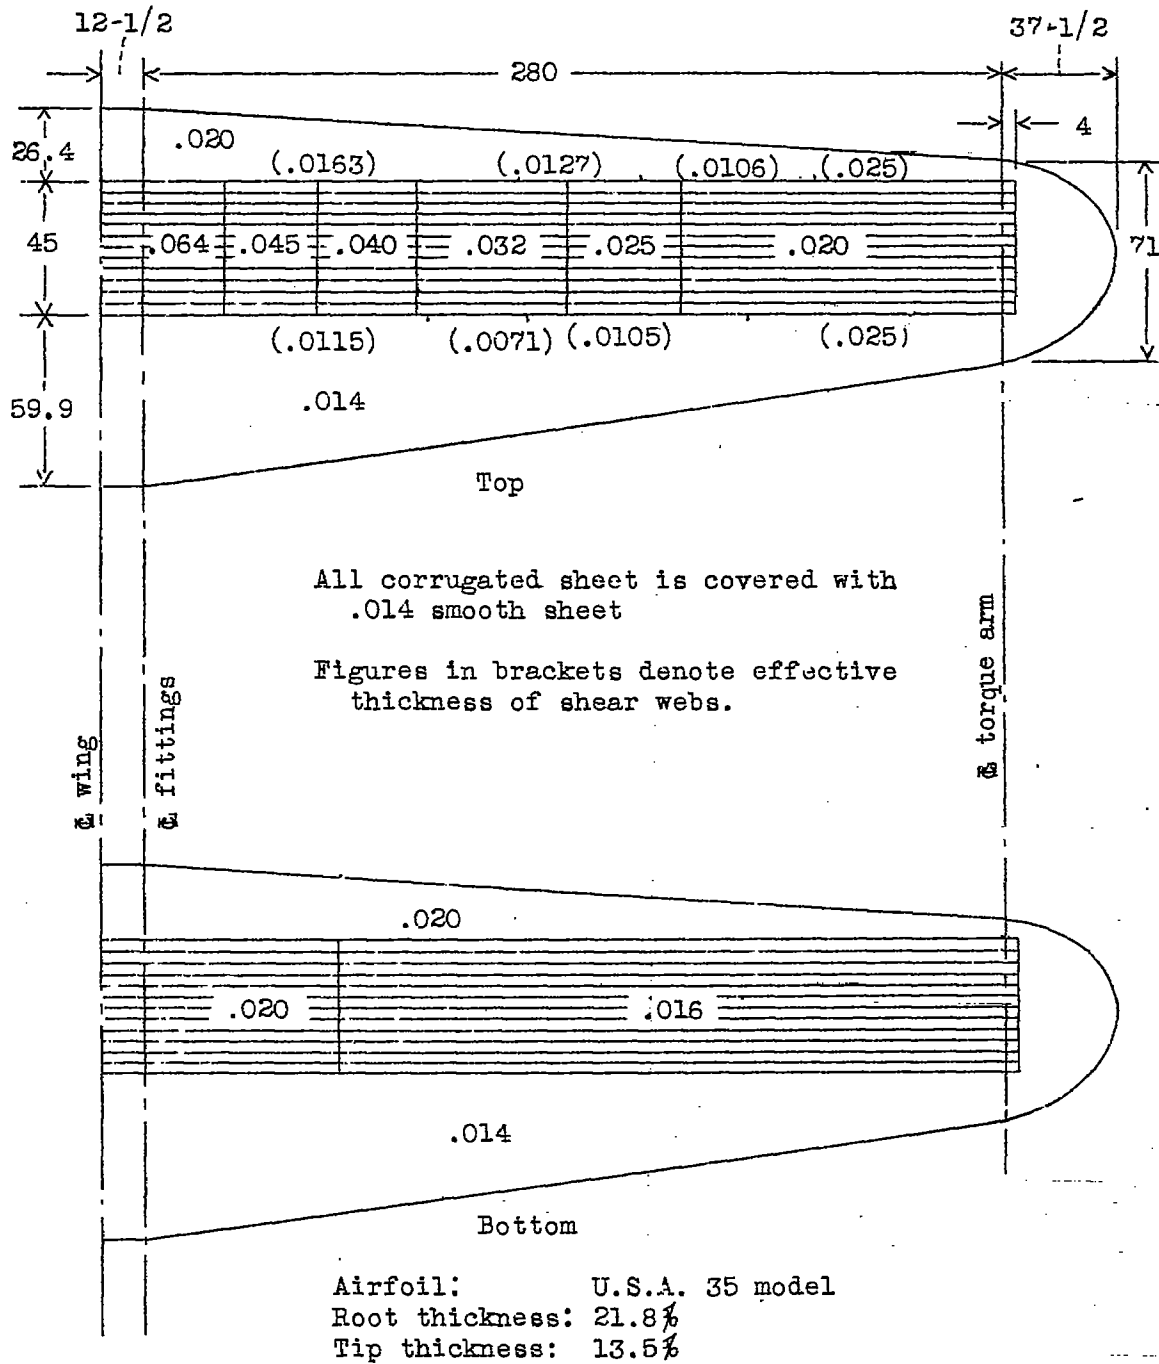 12-1/2
37-1/2
280
4
.020
26.4
(.0163)
(.0127)
(.0106)
(.025)
45
.064
.045
.040
.032
.025
.020
71
(.0115)
(.0071)
(.0105)
(.025)
59.9
.014
Top
All corrugated sheet is covered with
.014 smooth sheet
Figures in brackets denote effective
thickness of shear webs.
℄ wing
℄ fittings
℄ torque arm
.020
.020
.016
.014
Bottom
Airfoil: U.S.A. 35 model
Root thickness: 21.8%
Tip thickness: 13.5%